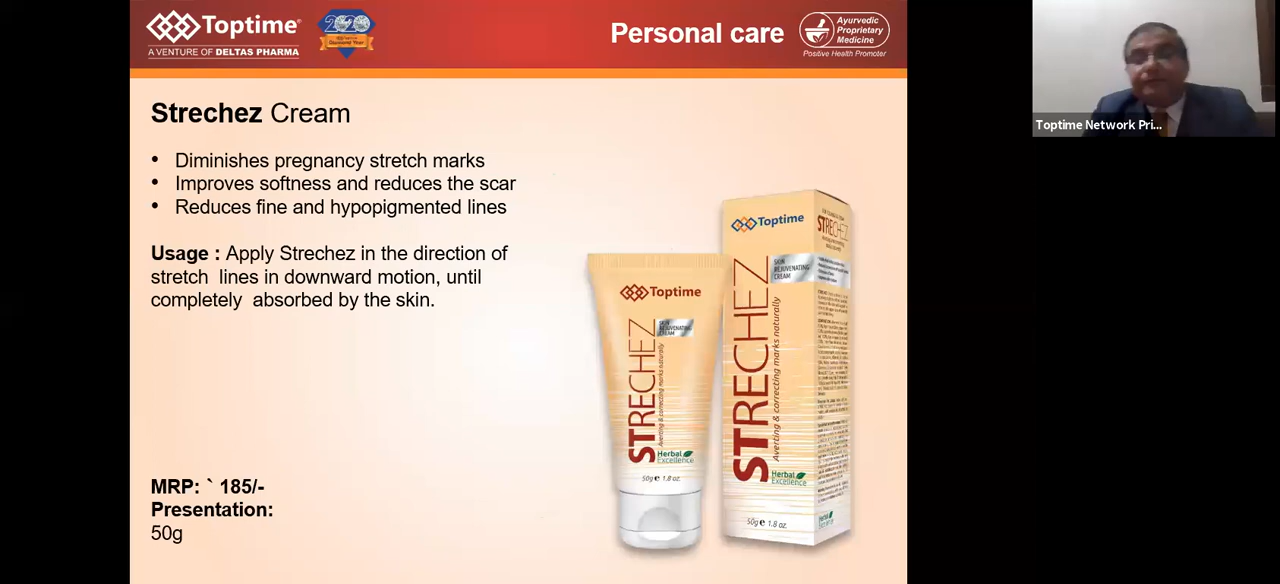 Toptime
A VENTURE OF DELTAS PHARMA
2020
Personal care
Ayurvedic
Proprietary
Medicine
Positive Health Promoter
Toptime Network Pri...
Strechez Cream
• Diminishes pregnancy stretch marks
• Improves softness and reduces the scar
• Reduces fine and hypopigmented lines
Usage : Apply Strechez in the direction of
stretch lines in downward motion, until
completely absorbed by the skin.
MRP: ` 185/-
Presentation:
50g
Toptime
SKIN
REJUVENATING
CREAM
STRECHEZ
Averting & correcting marks naturally
Herbal
Excellence
50g e 1.8 oz.
Toptime
SKIN
REJUVENATING
CREAM
STRECHEZ
Averting & correcting marks naturally
Herbal
Excellence
50g e 1.8 oz.
STRECHEZ